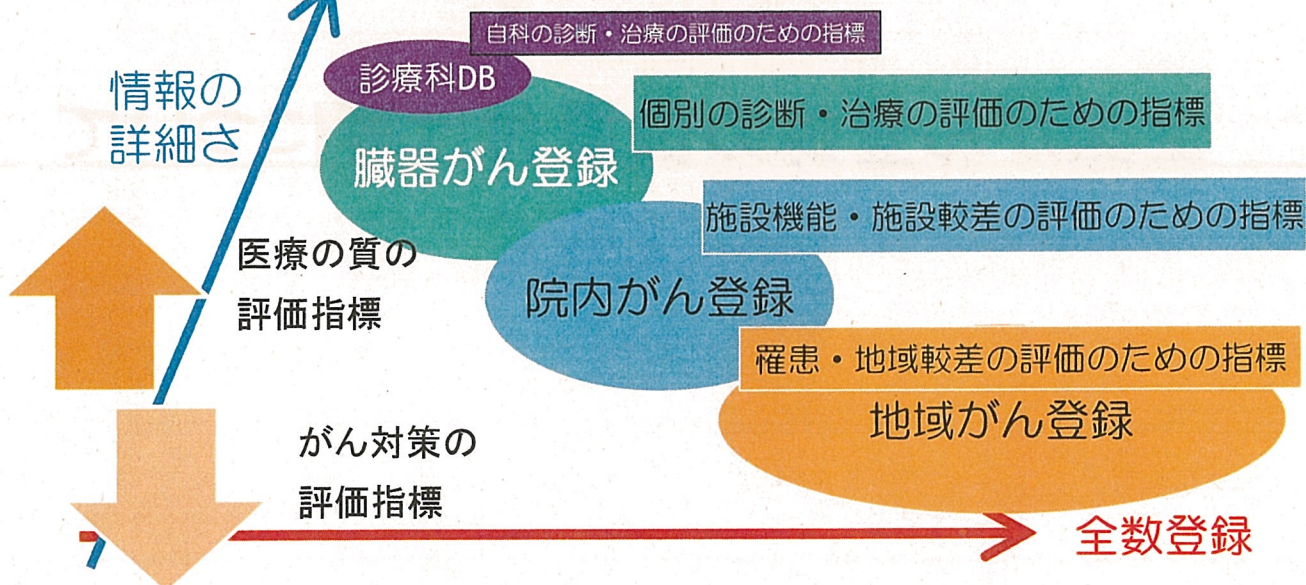 自科の診断・治療の評価のための指標
診療科DB
情報の
詳細さ
個別の診断・治療の評価のための指標
臓器がん登録
施設機能・施設較差の評価のための指標
医療の質の
評価指標
院内がん登録
罹患・地域較差の評価のための指標
地域がん登録
がん対策の
評価指標
全数登録